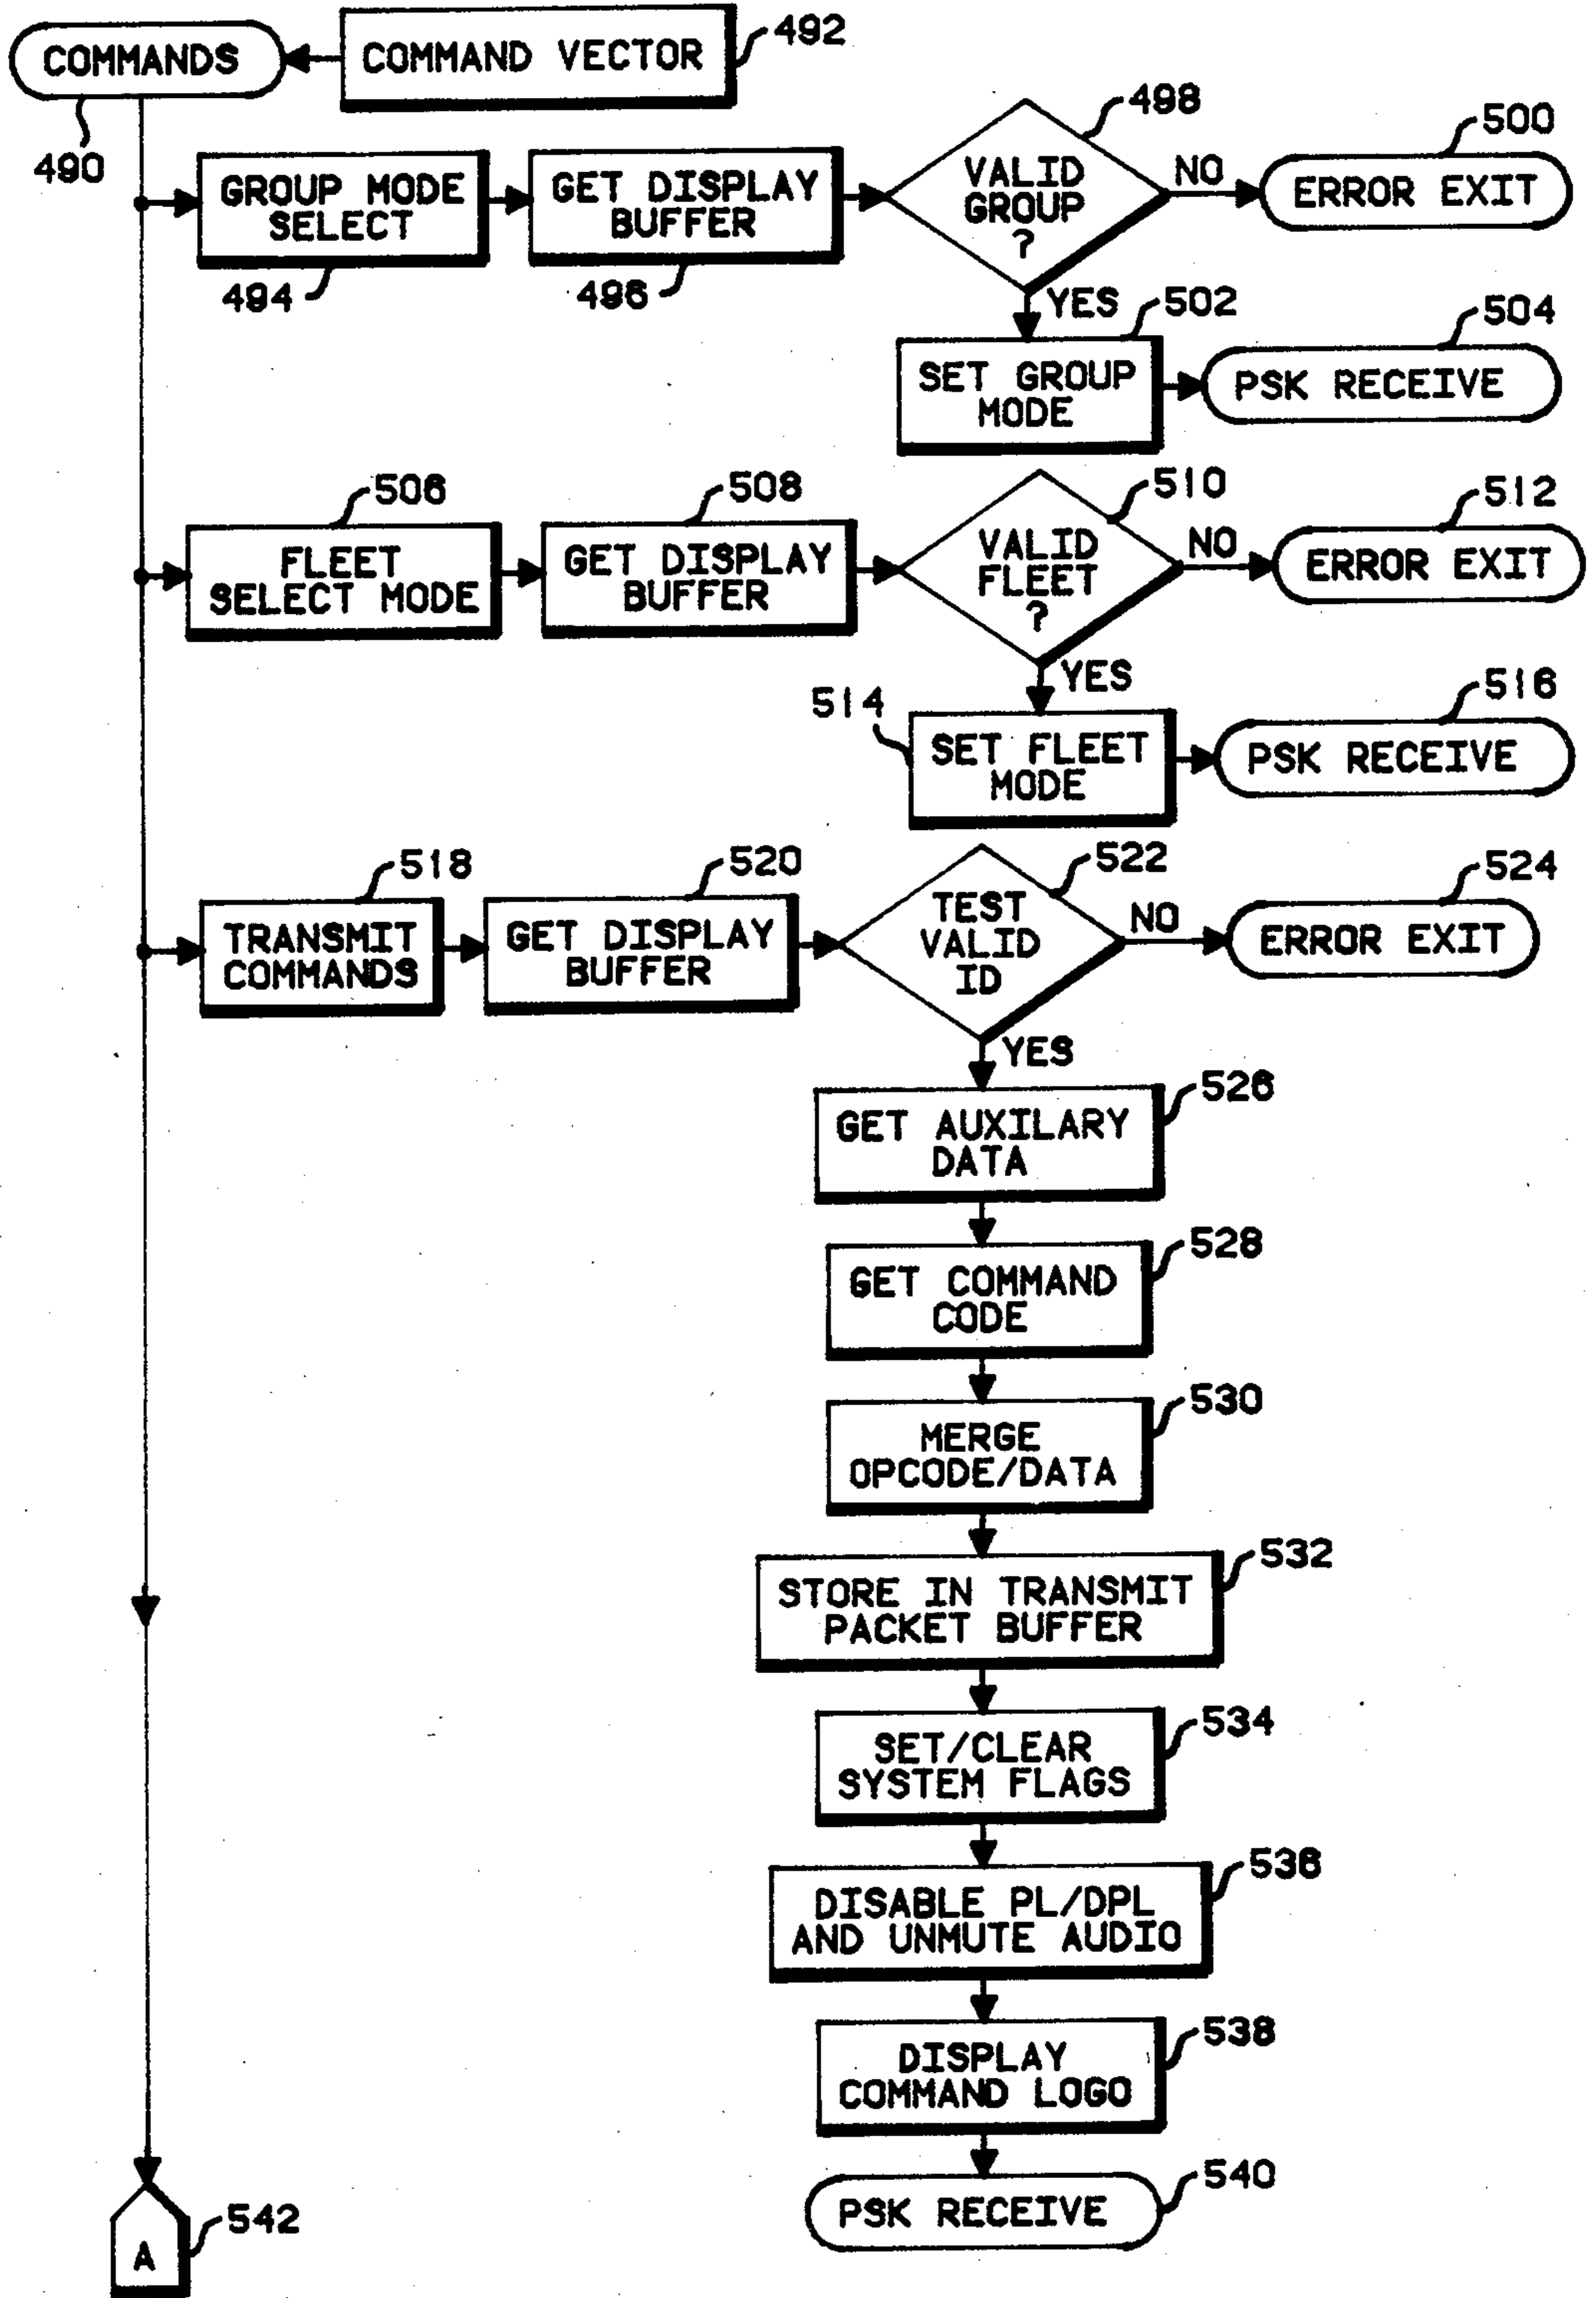 COMMANDS
COMMAND VECTOR
492
490
498
500
GROUP MODE
SELECT
494
GET DISPLAY
BUFFER
496
VALID
GROUP
?
NO
ERROR EXIT
YES
502
504
SET GROUP
MODE
PSK RECEIVE
506
508
510
512
FLEET
SELECT MODE
GET DISPLAY
BUFFER
VALID
FLEET
?
NO
ERROR EXIT
YES
514
516
SET FLEET
MODE
PSK RECEIVE
518
520
522
524
TRANSMIT
COMMANDS
GET DISPLAY
BUFFER
TEST
VALID
ID
NO
ERROR EXIT
YES
526
GET AUXILARY
DATA
528
GET COMMAND
CODE
530
MERGE
OPCODE/DATA
532
STORE IN TRANSMIT
PACKET BUFFER
534
SET/CLEAR
SYSTEM FLAGS
536
DISABLE PL/DPL
AND UNMUTE AUDIO
538
DISPLAY
COMMAND LOGO
540
PSK RECEIVE
542
A